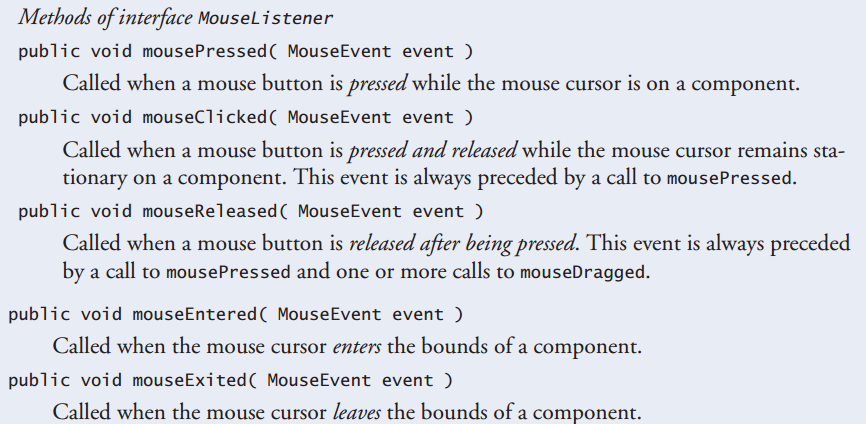 Methods of interface MouseListener
public void mousePressed( MouseEvent event )
Called when a mouse button is pressed while the mouse cursor is on a component.
public void mouseClicked( MouseEvent event )
Called when a mouse button is pressed and released while the mouse cursor remains sta-
tionary on a component. This event is always preceded by a call to mousePressed.
public void mouseReleased( MouseEvent event )
Called when a mouse button is released after being pressed. This event is always preceded
by a call to mousePressed and one or more calls to mouseDragged.
public void mouseEntered( MouseEvent event )
Called when the mouse cursor enters the bounds of a component.
public void mouseExited( MouseEvent event )
Called when the mouse cursor leaves the bounds of a component.